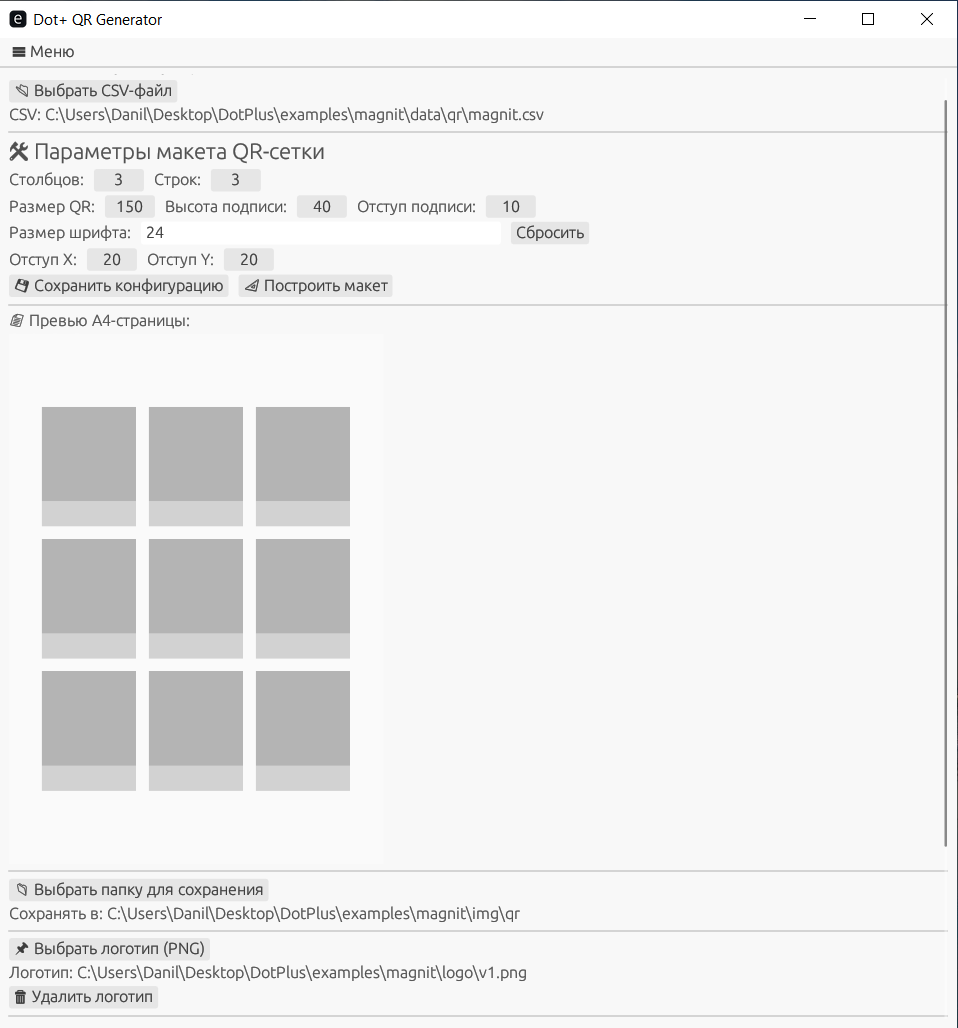 e Dot+ QR Generator
Меню
Выбрать CSV-файл
CSV: C:\Users\Danil\Desktop\DotPlus\examples\magnit\data\qr\magnit.csv
Параметры макета QR-сетки
Столбцов: 3 Строк: 3
Размер QR: 150 Высота подписи: 40 Отступ подписи: 10
Размер шрифта: 24 Сбросить
Отступ X: 20 Отступ Y: 20
Сохранить конфигурацию Построить макет
Превью A4-страницы:
Выбрать папку для сохранения
Сохранять в: C:\Users\Danil\Desktop\DotPlus\examples\magnit\img\qr
Выбрать логотип (PNG)
Логотип: C:\Users\Danil\Desktop\DotPlus\examples\magnit\logo\v1.png
Удалить логотип